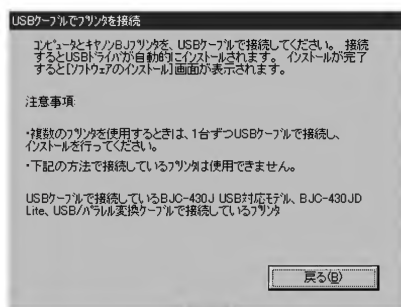 USBケーブルでプリンタを接続
コンピュータとキヤノンBJプリンタを、USBケーブルで接続してください。 接続
するとUSBドライバが自動的にインストールされます。 インストールが完了
すると[ソフトウェアのインストール]画面が表示されます。
注意事項:
・複数のプリンタを使用するときは、1台ずつUSBケーブルで接続し、
インストールを行ってください。
・下記の方法で接続しているプリンタは使用できません。
USBケーブルで接続しているBJC-430J USB対応モデル、BJC-430JD
Lite、USB/パラレル変換ケーブルで接続しているプリンタ
戻る(B)